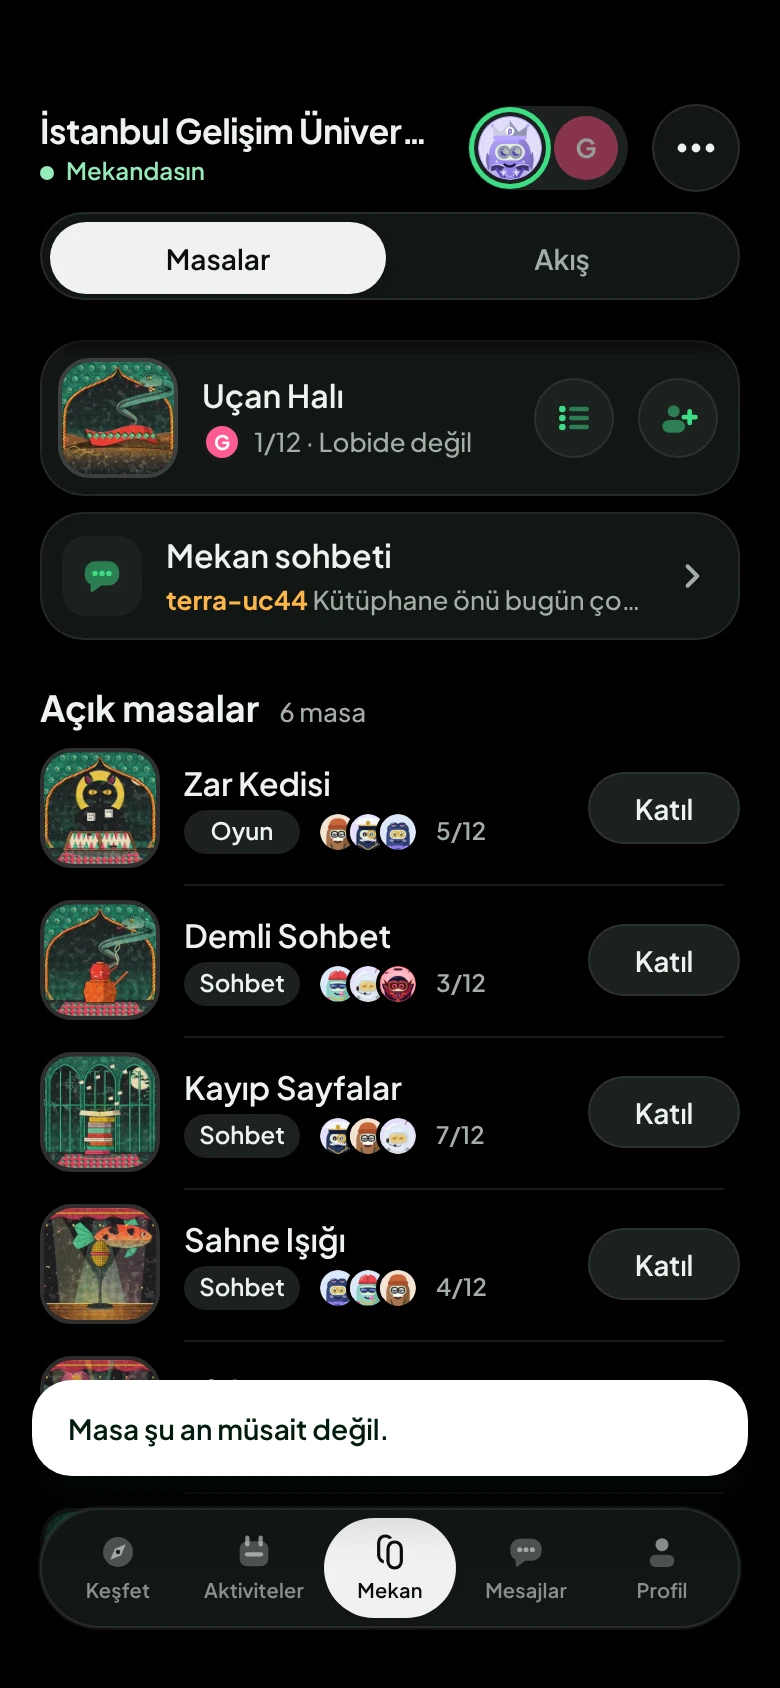 İstanbul Gelişim Üniver...
Mekandasın
G
Masalar
Akış
Uçan Halı
G 1/12 · Lobide değil
Mekan sohbeti
terra-uc44 Kütüphane önü bugün ço...
Açık masalar 6 masa
Zar Kedisi
Oyun 5/12
Katıl
Demli Sohbet
Sohbet 3/12
Katıl
Kayıp Sayfalar
Sohbet 7/12
Katıl
Sahne Işığı
Sohbet 4/12
Katıl
Masa şu an müsait değil.
Keşfet
Aktiviteler
Mekan
Mesajlar
Profil